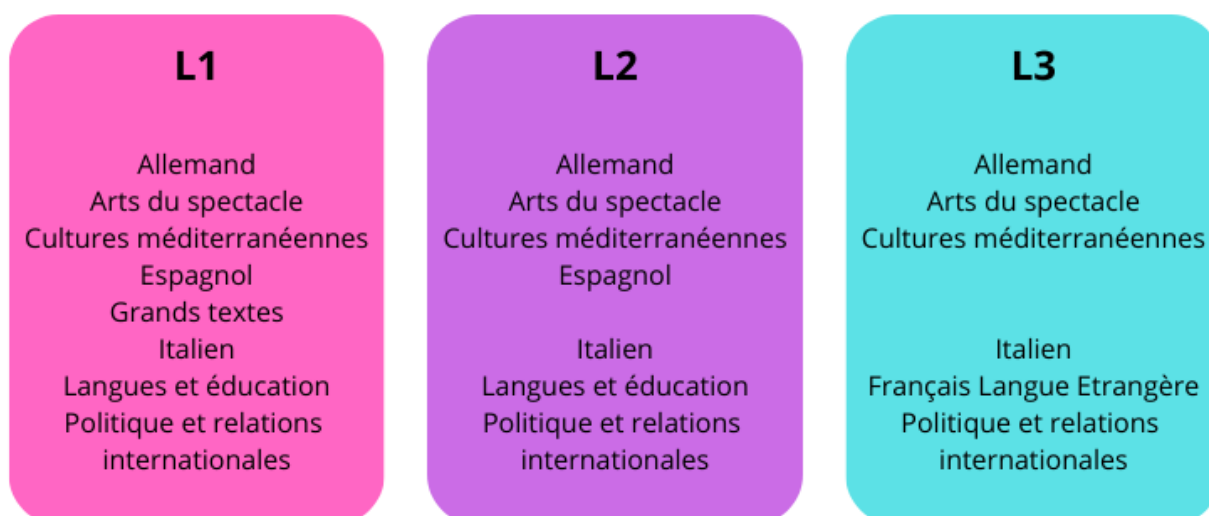 L1
Allemand
Arts du spectacle
Cultures méditerranéennes
Espagnol
Grands textes
Italien
Langues et éducation
Politique et relations
internationales
L2
Allemand
Arts du spectacle
Cultures méditerranéennes
Espagnol
Italien
Langues et éducation
Politique et relations
internationales
L3
Allemand
Arts du spectacle
Cultures méditerranéennes
Italien
Français Langue Etrangère
Politique et relations
internationales